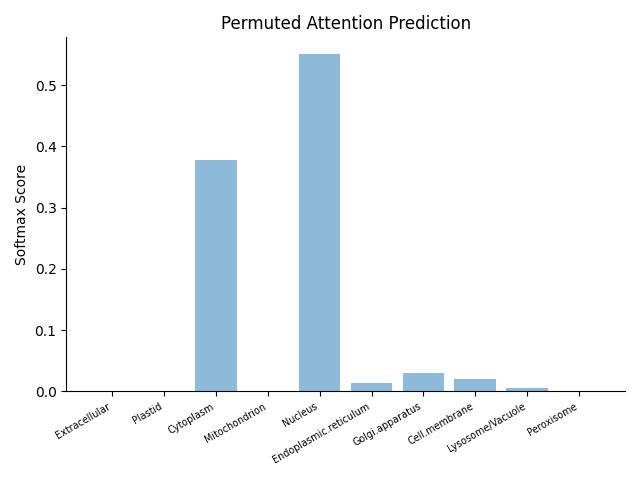 Permuted Attention Prediction
Softmax Score
0.5
0.4
0.3
0.2
0.1
0.0
Extracellular
Plastid
Cytoplasm
Mitochondrion
Nucleus
Endoplasmic.reticulum
Golgi.apparatus
Cell.membrane
Lysosome/Vacuole
Peroxisome